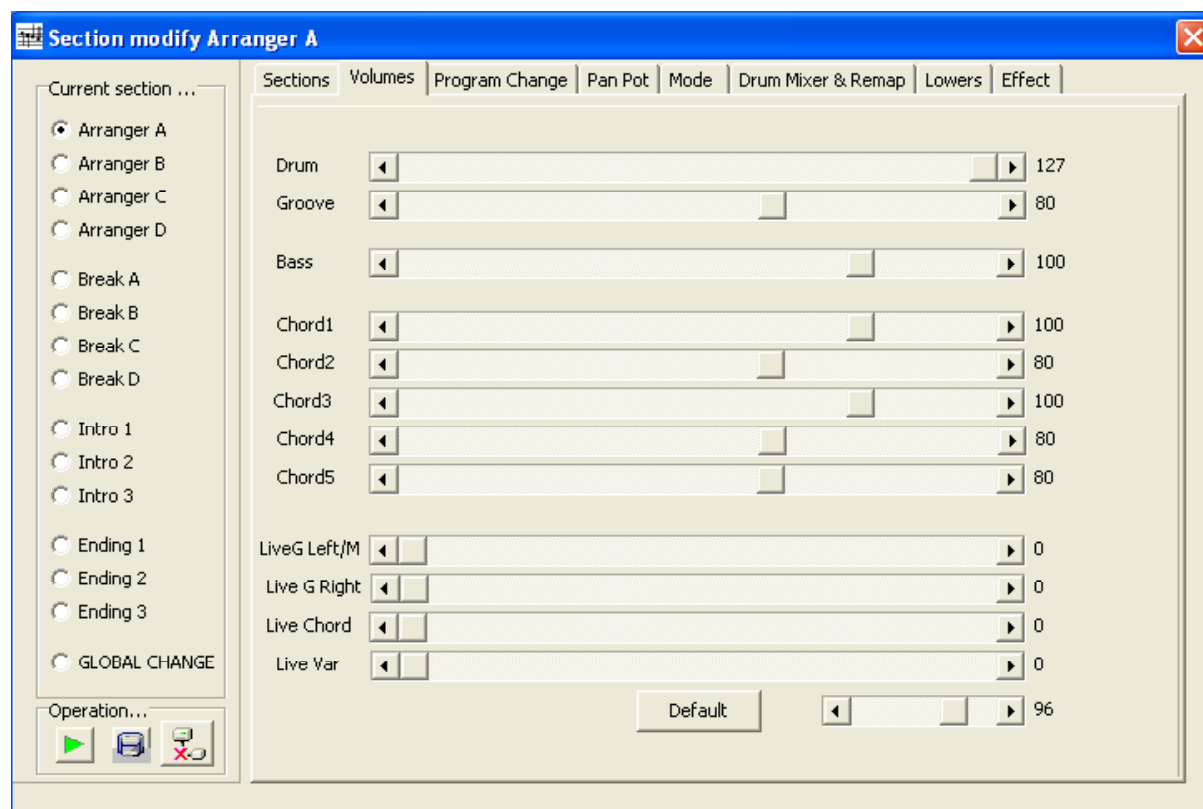 Section modify Arranger A
Current section ...
Arranger A
Arranger B
Arranger C
Arranger D
Break A
Break B
Break C
Break D
Intro 1
Intro 2
Intro 3
Ending 1
Ending 2
Ending 3
GLOBAL CHANGE
Operation...
Sections Volumes Program Change Pan Pot Mode Drum Mixer & Remap Lowers Effect
Drum 127
Groove 80
Bass 100
Chord1 100
Chord2 80
Chord3 100
Chord4 80
Chord5 80
LiveG Left/M 0
Live G Right 0
Live Chord 0
Live Var 0
Default 96